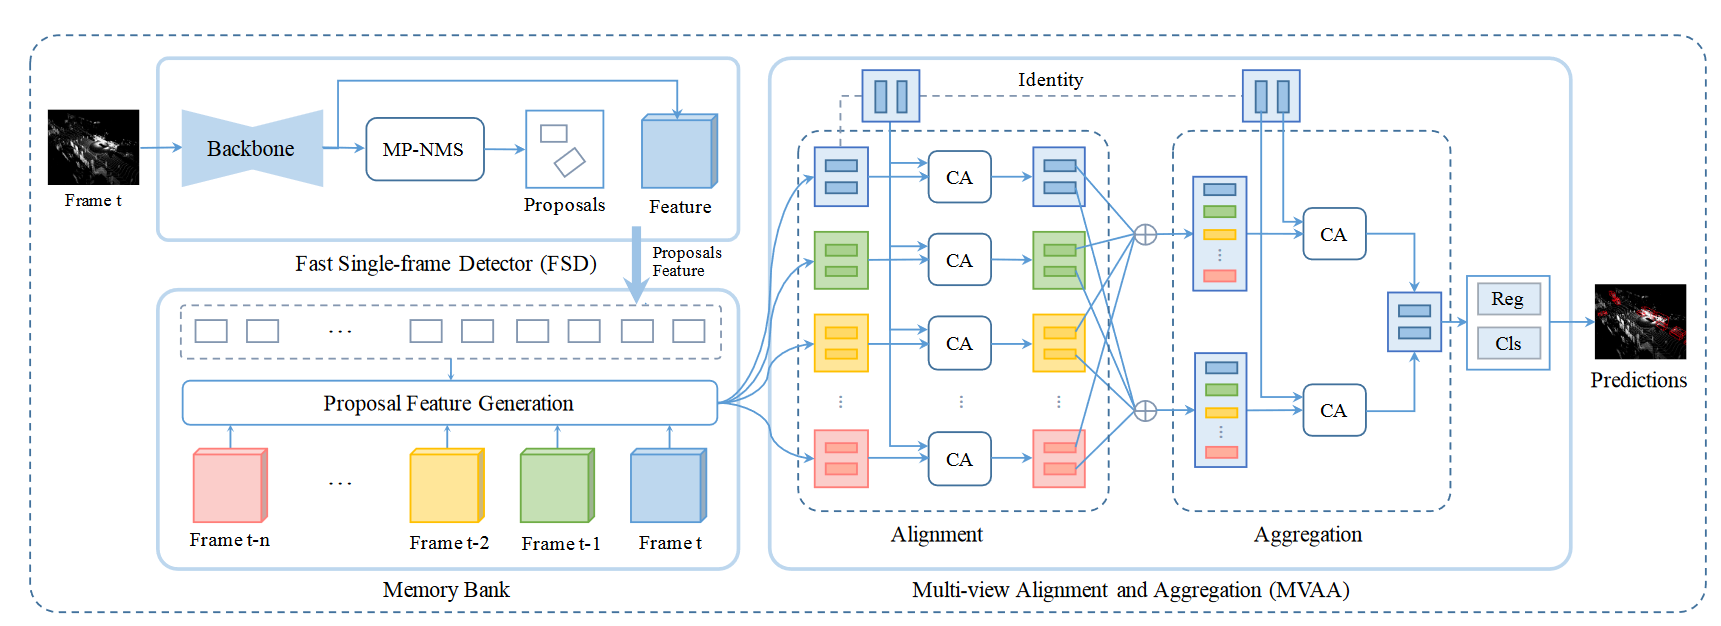 Frame t
Backbone
MP-NMS
Proposals
Feature
Fast Single-frame Detector (FSD)
Proposals
Feature
...
Proposal Feature Generation
...
Frame t-n
Frame t-2
Frame t-1
Frame t
Memory Bank
Identity
CA
CA
CA
...
...
...
CA
Alignment
...
CA
...
CA
Aggregation
Multi-view Alignment and Aggregation (MVAA)
Reg
Cls
Predictions